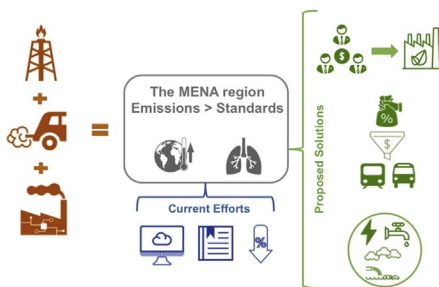 The MENA region
Emissions > Standards
Current Efforts
%
Proposed Solutions
$
%
$